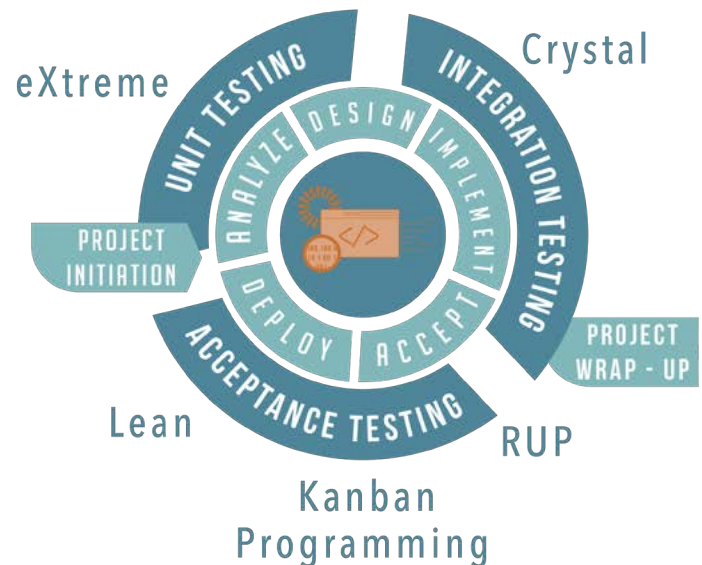 eXtreme
Crystal
UNIT TESTING
INTEGRATION TESTING
ANALYZE
DESIGN
IMPLEMENT
</>
PROJECT
INITIATION
DEPLOY
ACCEPT
ACCEPTANCE TESTING
PROJECT
WRAP - UP
Lean
RUP
Kanban
Programming